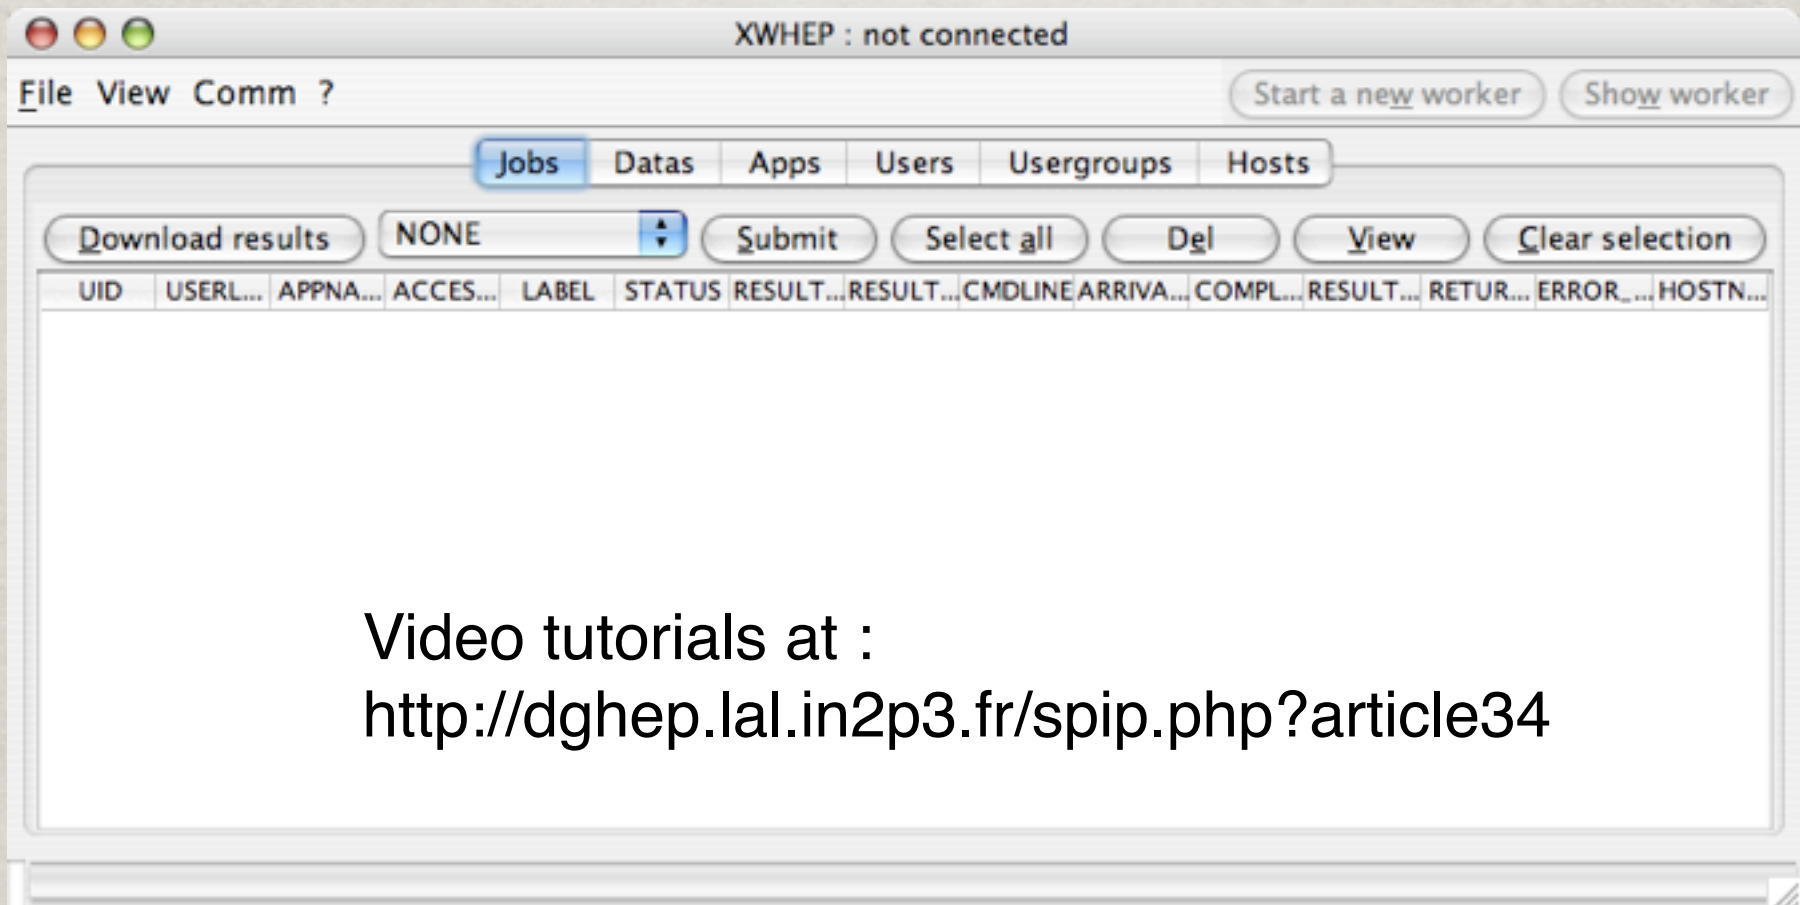 XWHEP : not connected
File View Comm ? Start a new worker Show worker
Jobs Datas Apps Users Usergroups Hosts
Download results NONE Submit Select all Del View Clear selection
UID USERL... APPNA... ACCES... LABEL STATUS RESULT... RESULT... CMDLINE ARRIVA... COMPL... RESULT... RETUR... ERROR_... HOSTN...
Video tutorials at :
http://dghep.lal.in2p3.fr/spip.php?article34